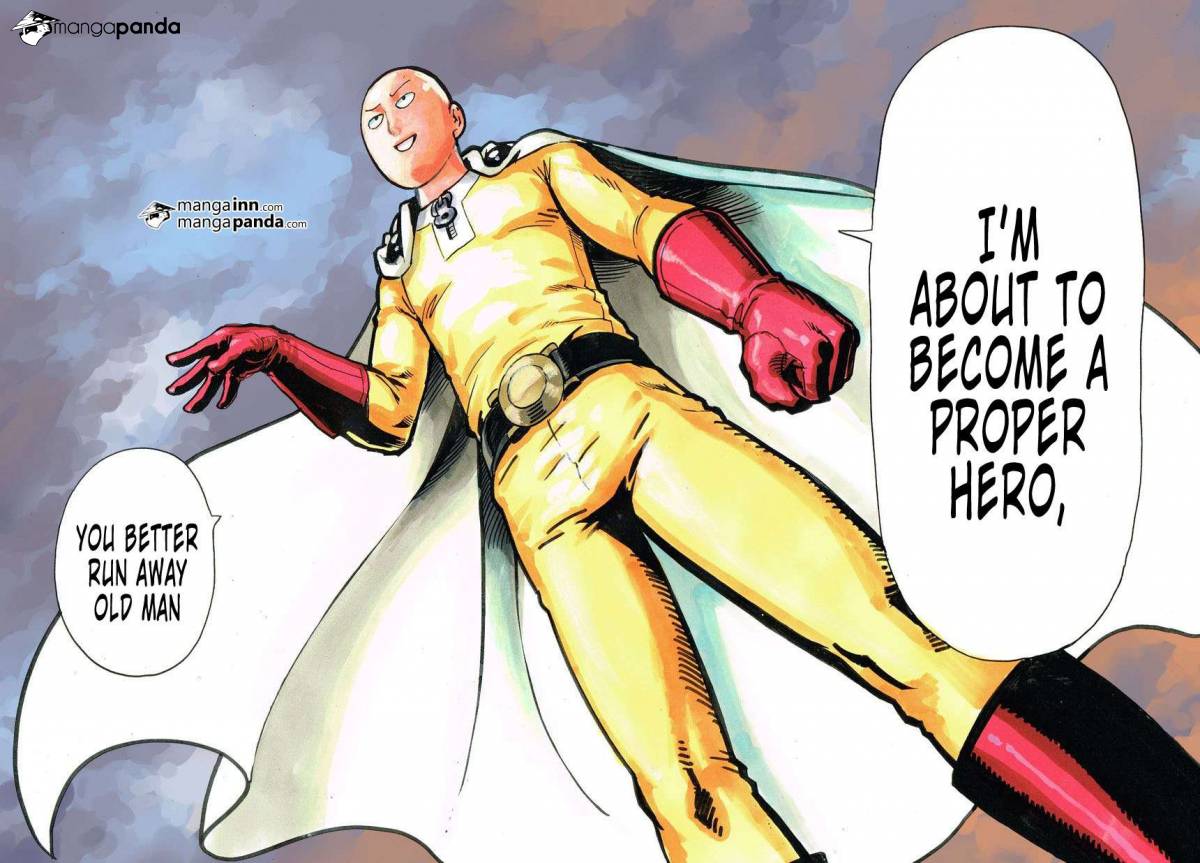 mangapanda
mangainn.com
mangapanda.com
I'M
ABOUT TO
BECOME A
PROPER
HERO,
YOU BETTER
RUN AWAY
OLD MAN